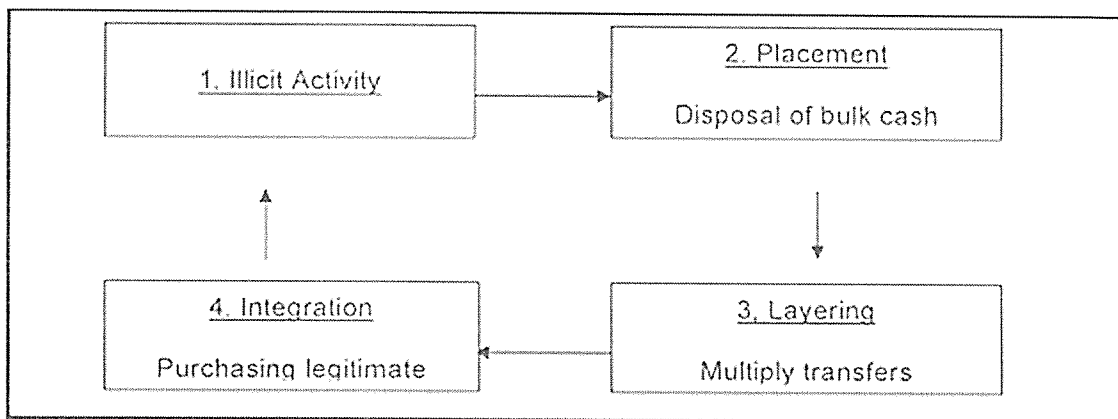 1. Illicit Activity
2. Placement
Disposal of bulk cash
3. Layering
Multiply transfers
4. Integration
Purchasing legitimate